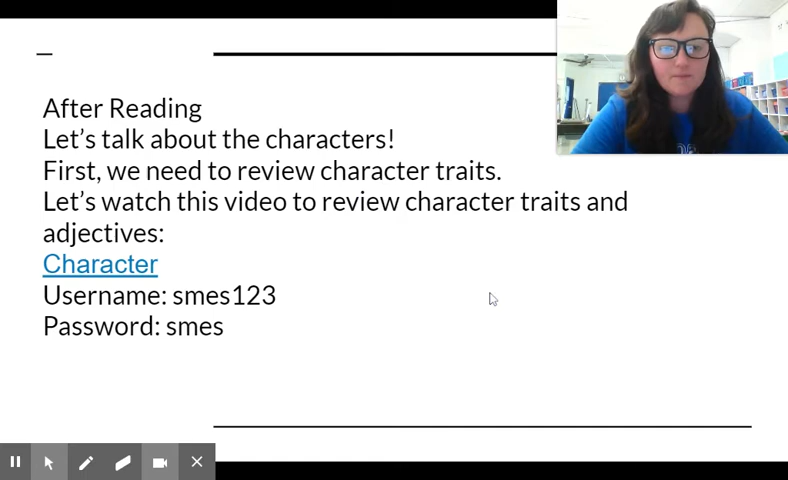 After Reading
Let's talk about the characters!
First, we need to review character traits.
Let's watch this video to review character traits and
adjectives:
Character
Username: smes123
Password: smes